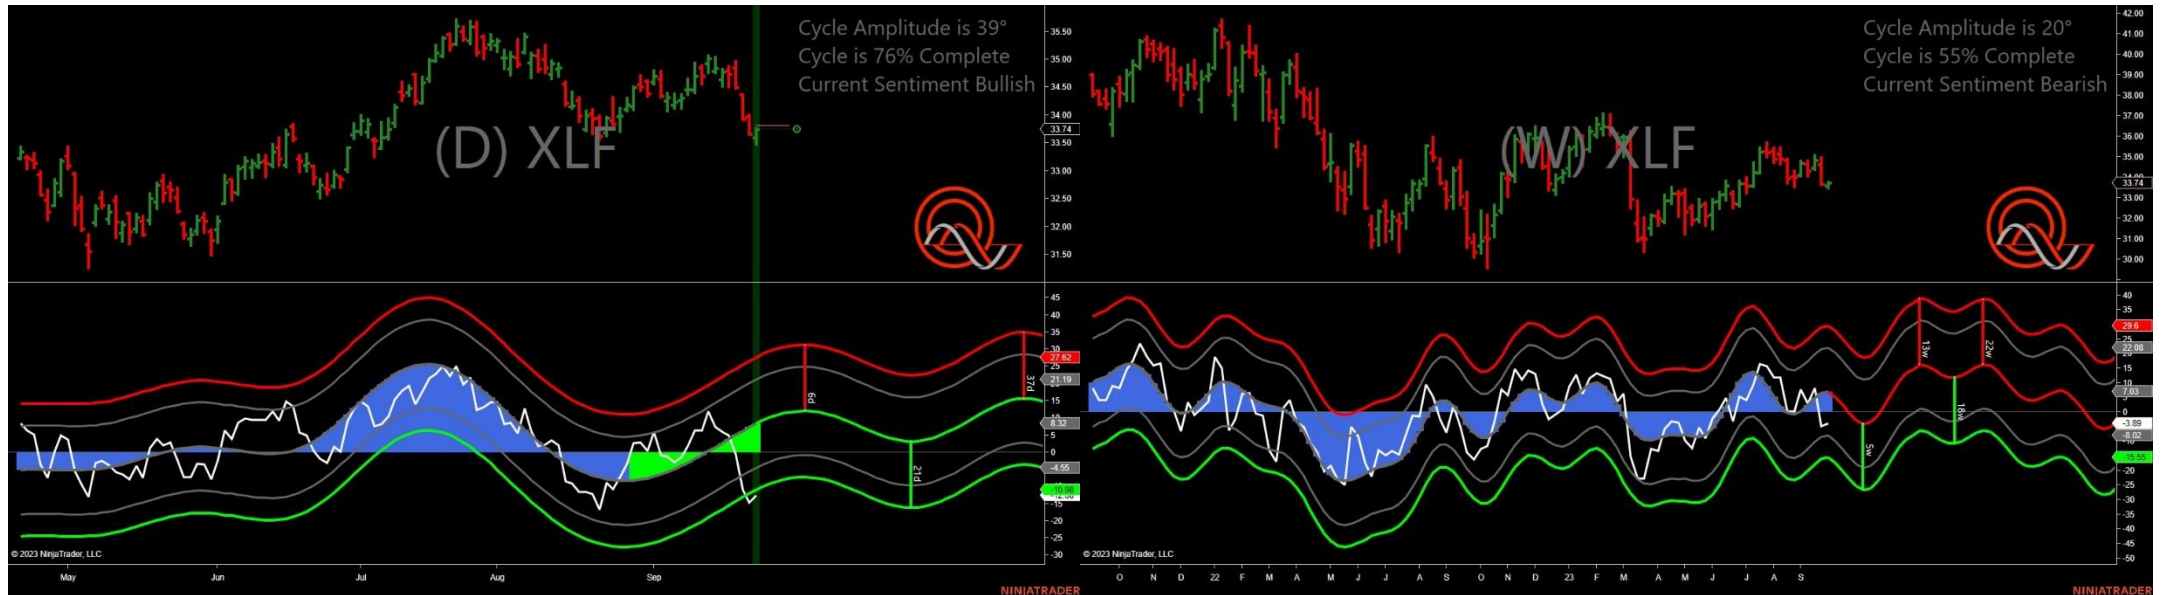 Cycle Amplitude is 39°
Cycle is 76% Complete
Current Sentiment Bullish
(D) XLF
35.50
35.00
34.50
34.00
33.74
33.50
33.00
32.50
32.00
31.50
45
40
35
30
27.62
21.19
15
8.32
5
0
-4.55
-10.98
-15
-20
-25
-30
6d
21d
37d
© 2023 NinjaTrader, LLC
May Jun Jul Aug Sep
NINJATRADER
Cycle Amplitude is 20°
Cycle is 55% Complete
Current Sentiment Bearish
(W) XLF
42.00
41.00
40.00
39.00
38.00
37.00
36.00
35.00
33.74
33.00
32.00
31.00
30.00
40
35
29.6
22.08
15
10
7.03
0
-3.89
-8.02
-15.55
-20
-25
-30
-35
-40
-45
-50
5w
13w
18w
22w
© 2023 NinjaTrader, LLC
O N D 22 F M A M J J A S O N D 23 F M A M J J A S
NINJATRADER